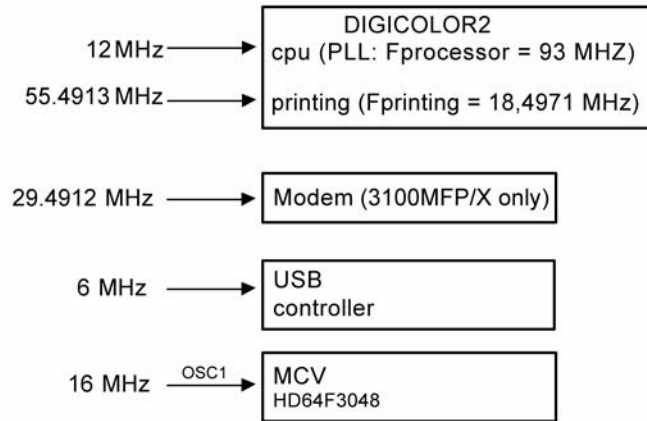 DIGICOLOR2
12 MHz cpu (PLL: Fprocessor = 93 MHZ)
55.4913 MHz printing (Fprinting = 18,4971 MHz)
29.4912 MHz Modem (3100MFP/X only)
6 MHz USB
controller
16 MHz OSC1 MCV
HD64F3048